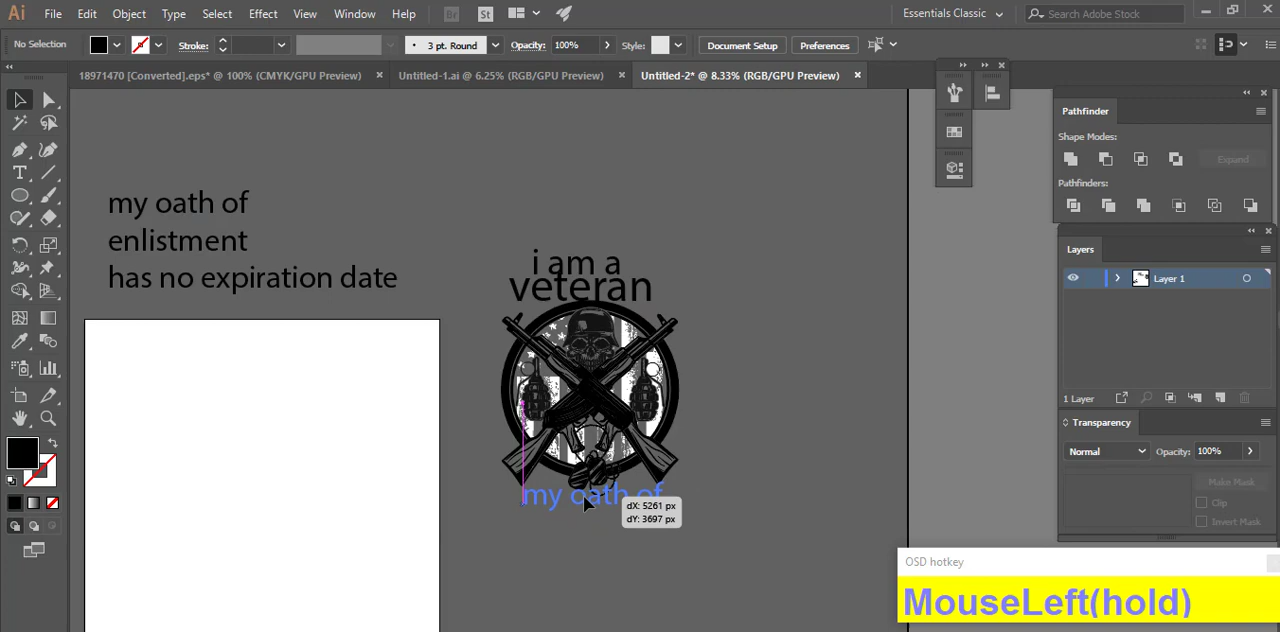 Ai File Edit Object Type Select Effect View Window Help Br St Essentials Classic Search Adobe Stock
No Selection Stroke: 3 pt. Round Opacity: 100% Style: Document Setup Preferences
18971470 [Converted].eps* @ 100% (CMYK/GPU Preview) Untitled-1.ai @ 6.25% (RGB/GPU Preview) Untitled-2* @ 8.33% (RGB/GPU Preview)
Pathfinder
Shape Modes:
Expand
Pathfinders:
my oath of
enlistment
has no expiration date
i am a
veteran
my oath of
dX: 5261 px
dY: 3697 px
Layers
Layer 1
1 Layer
Transparency
Normal Opacity: 100%
Make Mask
Clip
Invert Mask
OSD hotkey
MouseLeft(hold)